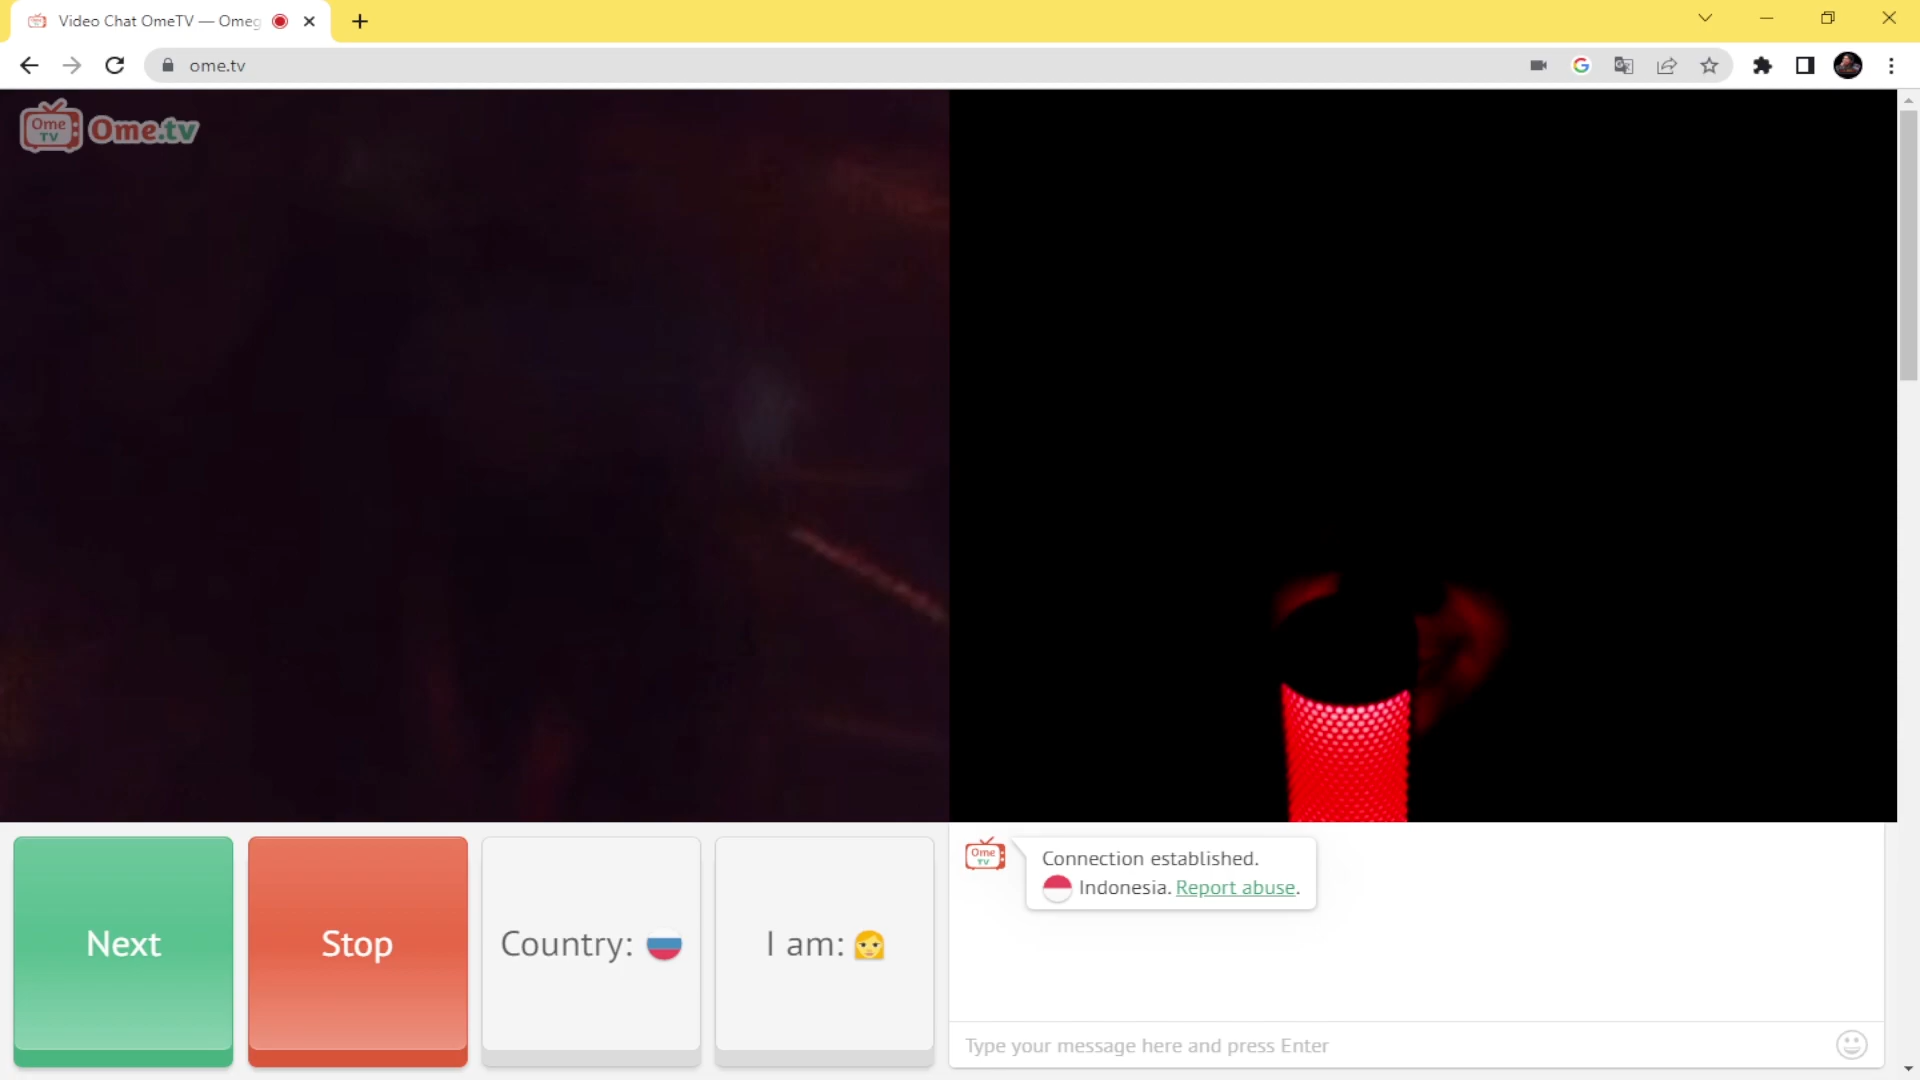 Video Chat OmeTV — Omeg
ome.tv
Ome TV Ome.tv
Next
Stop
Country:
I am:
Ome TV
Connection established.
Indonesia. Report abuse.
Type your message here and press Enter